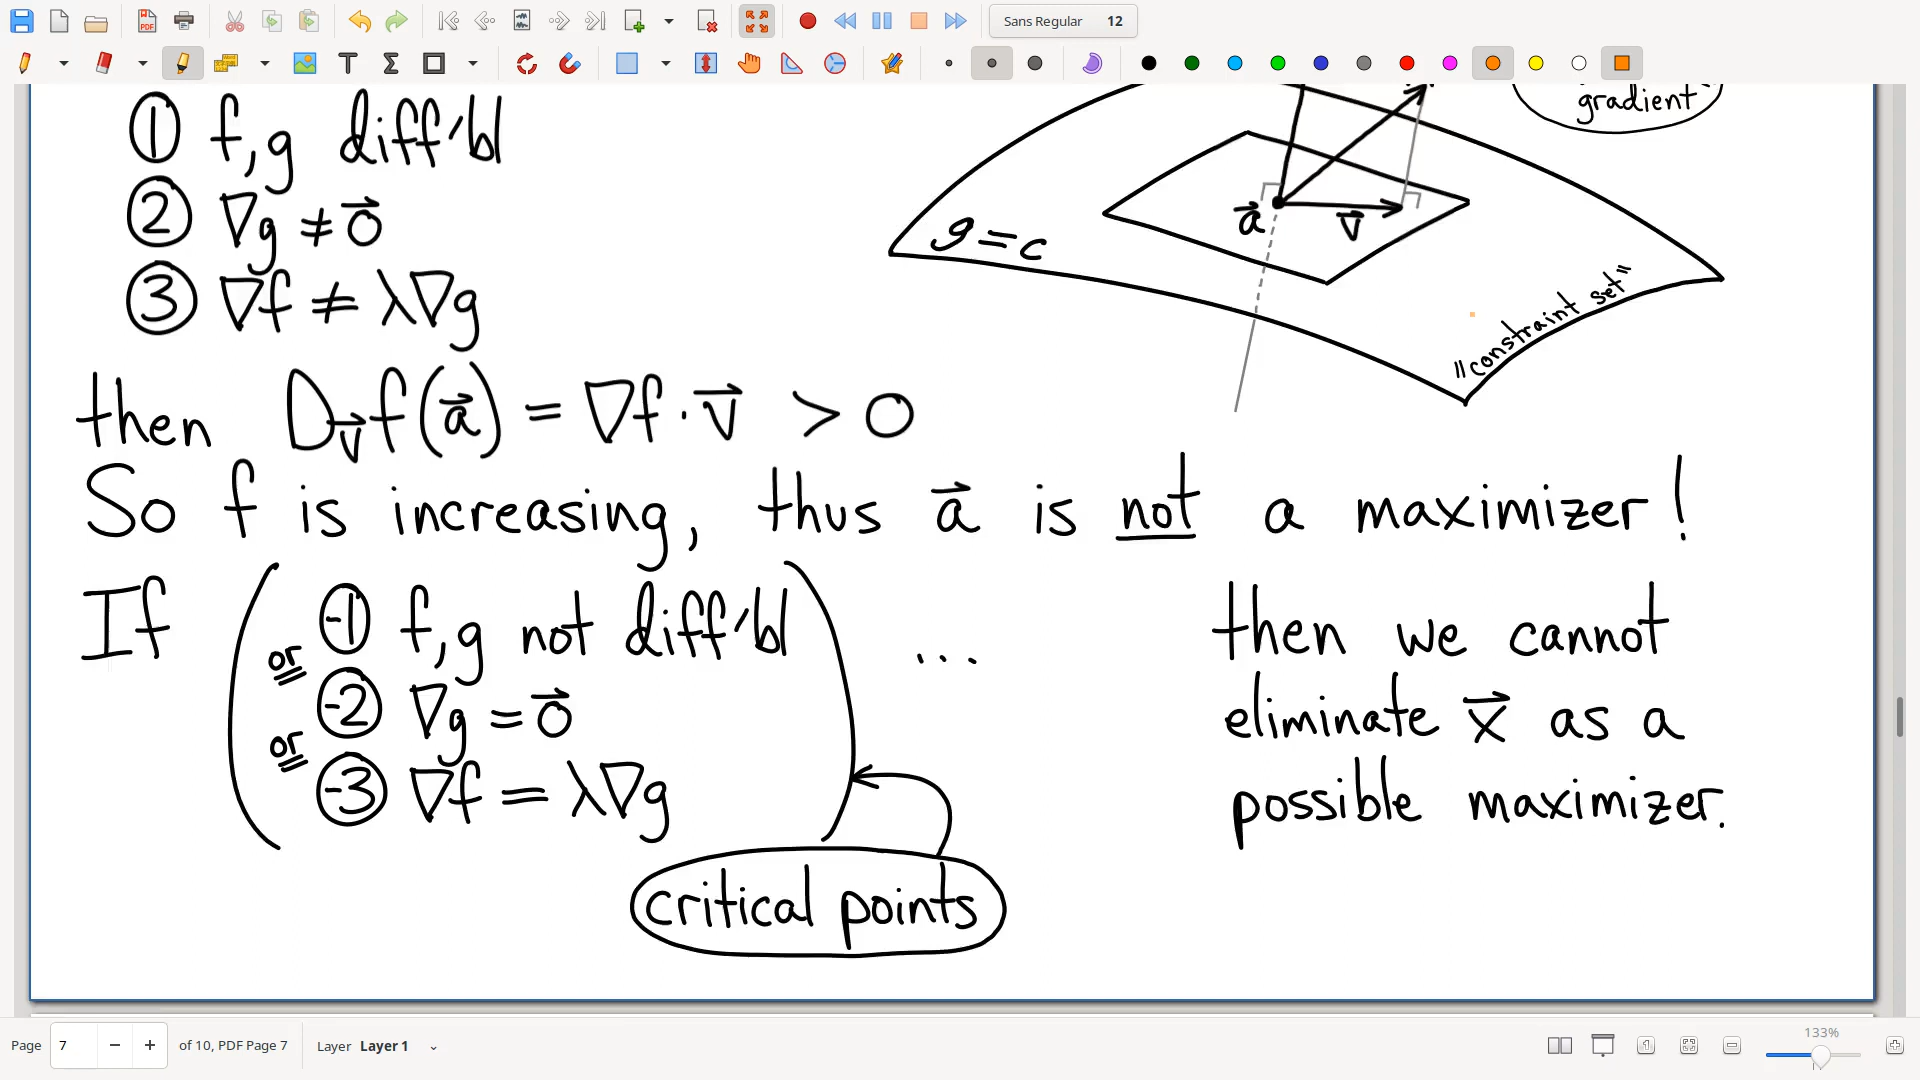 Sans Regular 12
① f,g diff'bl
② ∇g ≠ 0⃗
③ ∇f ≠ λ∇g
gradient
a⃗
v⃗
g=c
"constraint set"
then D_v⃗ f(a⃗) = ∇f · v⃗ > 0
So f is increasing, thus a⃗ is not a maximizer!
If
-1 f,g not diff'bl
or
-2 ∇g = 0⃗
or
-3 ∇f = λ∇g
...
then we cannot
eliminate x⃗ as a
possible maximizer.
critical points
Page 7 of 10, PDF Page 7 Layer Layer 1
133%